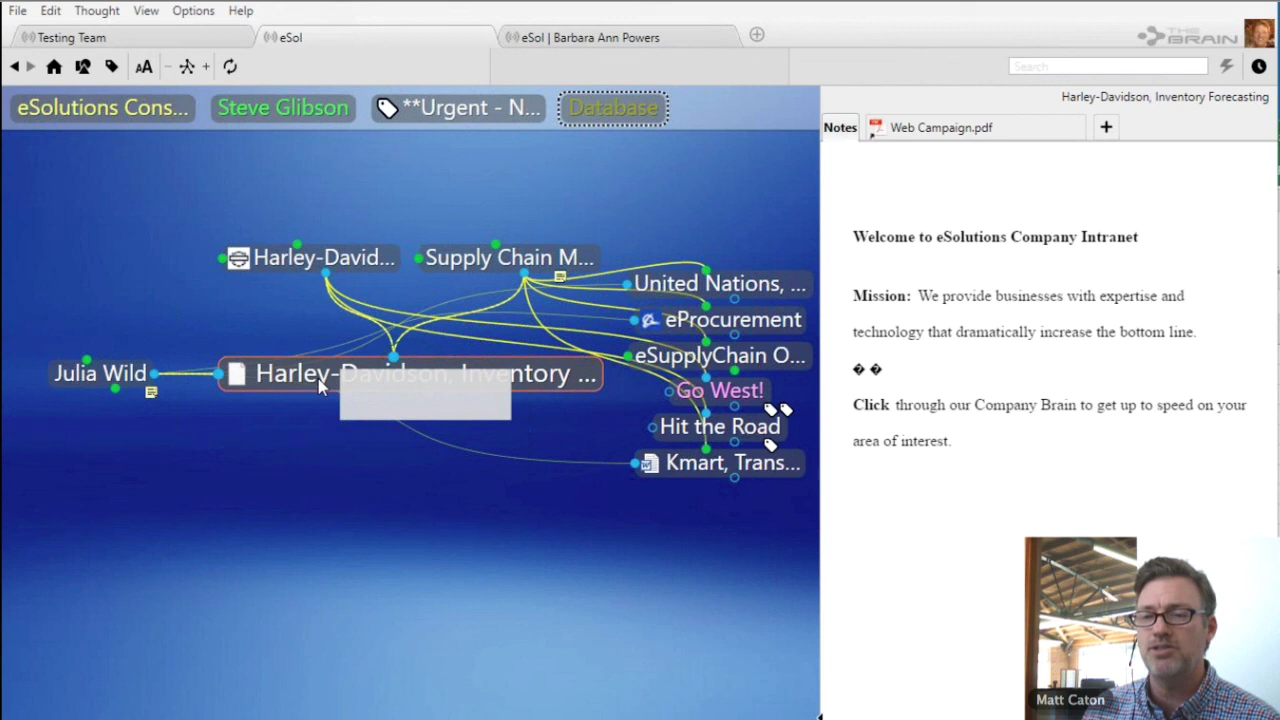 File Edit Thought View Options Help
Testing Team
eSol
eSol | Barbara Ann Powers
THE BRAIN
AA
Search
eSolutions Cons...
Steve Glibson
**Urgent - N...
Database
Harley-Davidson, Inventory Forecasting
Notes
Web Campaign.pdf
Harley-David...
Supply Chain M...
United Nations, ...
eProcurement
eSupplyChain O...
Julia Wild
Harley-Davidson, Inventory ...
Go West!
Hit the Road
Kmart, Trans...
Welcome to eSolutions Company Intranet
Mission: We provide businesses with expertise and
technology that dramatically increase the bottom line.
� �
Click through our Company Brain to get up to speed on your
area of interest.
Matt Caton